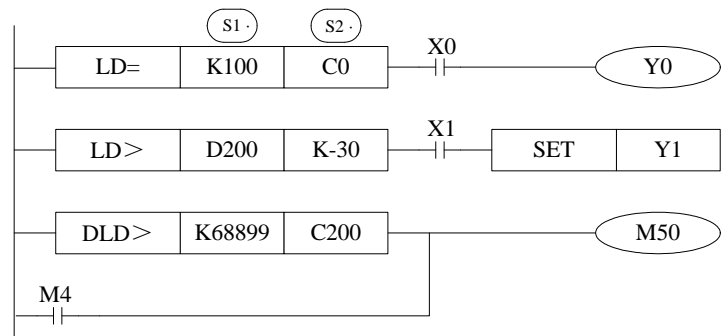 S1· S2·
LD= K100 C0 X0 Y0
LD＞ D200 K-30 X1 SET Y1
DLD＞ K68899 C200 M50
M4